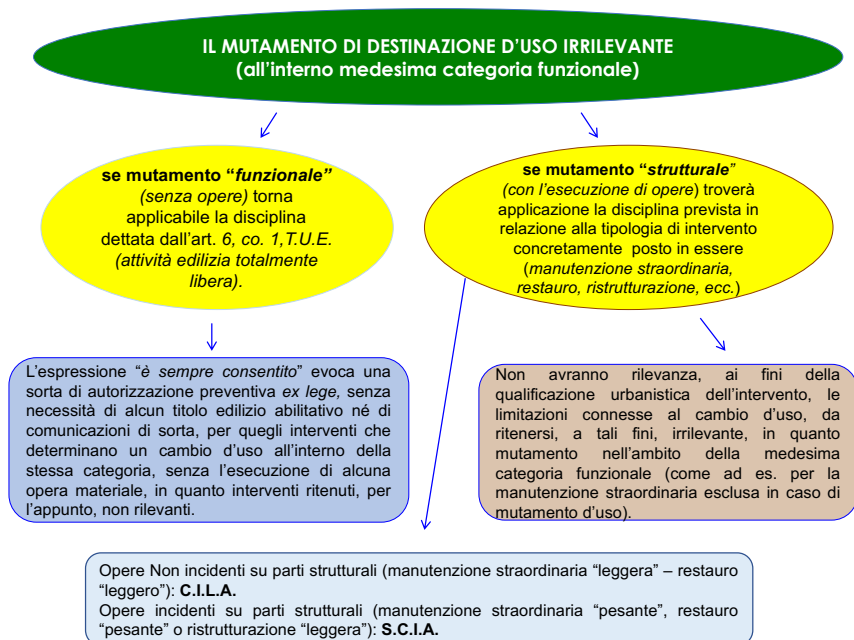 IL MUTAMENTO DI DESTINAZIONE D’USO IRRILEVANTE
(all’interno medesima categoria funzionale)
se mutamento “funzionale”
(senza opere) torna
applicabile la disciplina
dettata dall’art. 6, co. 1,T.U.E.
(attività edilizia totalmente
libera).
se mutamento “strutturale”
(con l’esecuzione di opere) troverà
applicazione la disciplina prevista in
relazione alla tipologia di intervento
concretamente posto in essere
(manutenzione straordinaria,
restauro, ristrutturazione, ecc.)
L’espressione “è sempre consentito” evoca una
sorta di autorizzazione preventiva ex lege, senza
necessità di alcun titolo edilizio abilitativo né di
comunicazioni di sorta, per quegli interventi che
determinano un cambio d’uso all’interno della
stessa categoria, senza l’esecuzione di alcuna
opera materiale, in quanto interventi ritenuti, per
l’appunto, non rilevanti.
Non avranno rilevanza, ai fini della
qualificazione urbanistica dell’intervento, le
limitazioni connesse al cambio d’uso, da
ritenersi, a tali fini, irrilevante, in quanto
mutamento nell’ambito della medesima
categoria funzionale (come ad es. per la
manutenzione straordinaria esclusa in caso di
mutamento d’uso).
Opere Non incidenti su parti strutturali (manutenzione straordinaria “leggera” – restauro
“leggero”): C.I.L.A.
Opere incidenti su parti strutturali (manutenzione straordinaria “pesante”, restauro
“pesante” o ristrutturazione “leggera”): S.C.I.A.